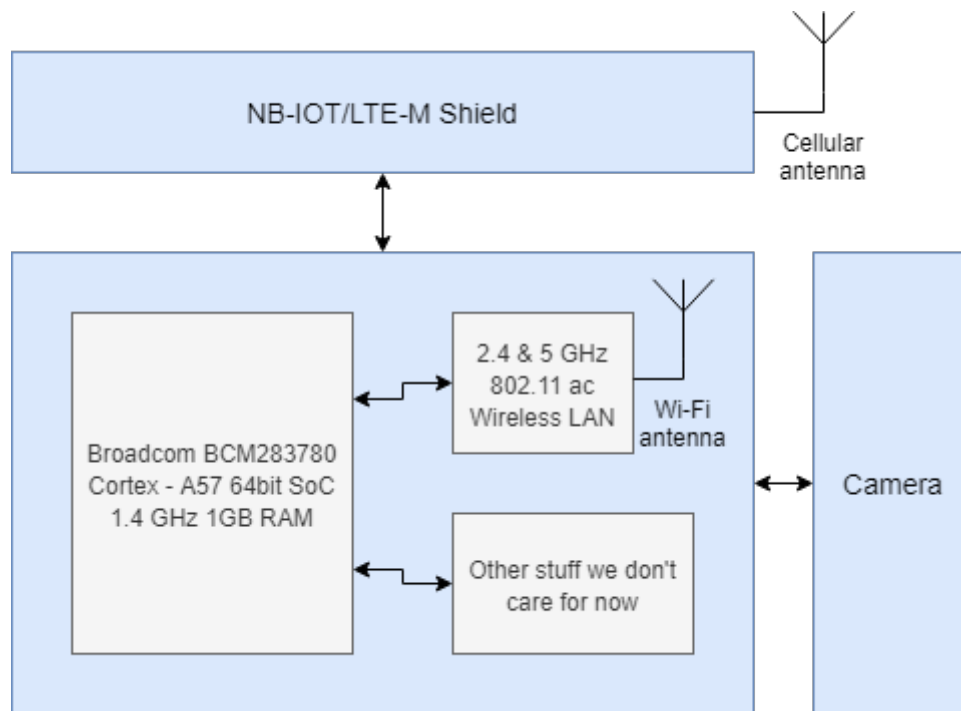 NB-IOT/LTE-M Shield
Cellular
antenna
2.4 & 5 GHz
802.11 ac
Wireless LAN
Wi-Fi
antenna
Broadcom BCM283780
Cortex - A57 64bit SoC
1.4 GHz 1GB RAM
Camera
Other stuff we don't
care for now